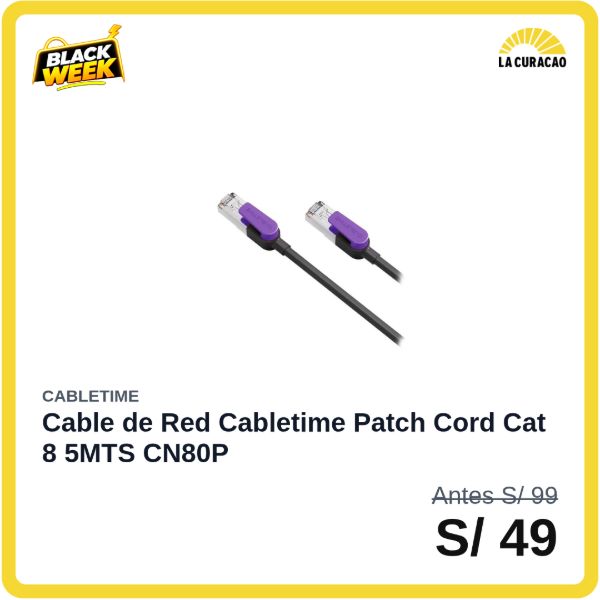 BLACK
WEEK
LA CURACAO
CABLETIME
Cable de Red Cabletime Patch Cord Cat
8 5MTS CN80P
Antes S/ 99
S/ 49